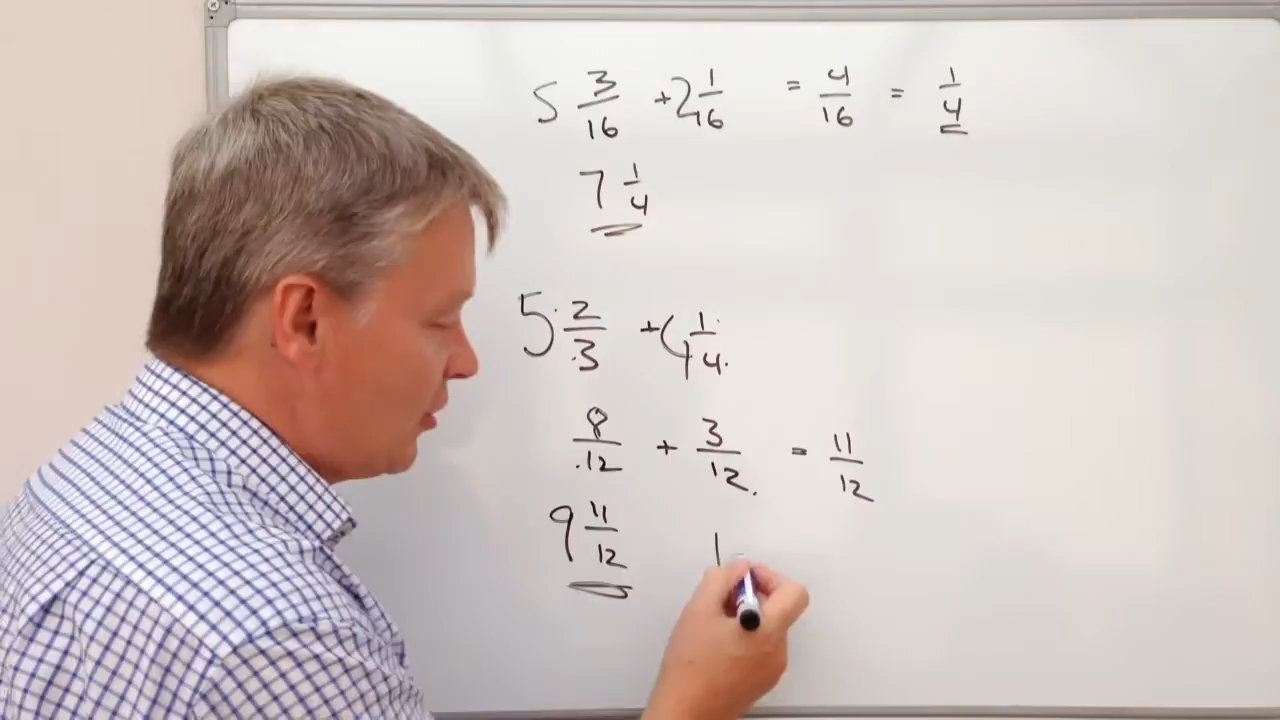 5 3/16 + 2 1/16 = 4/16 = 1/4
7 1/4
5 2/3 + 4 1/4
8/12 + 3/12 = 11/12
9 11/12 1